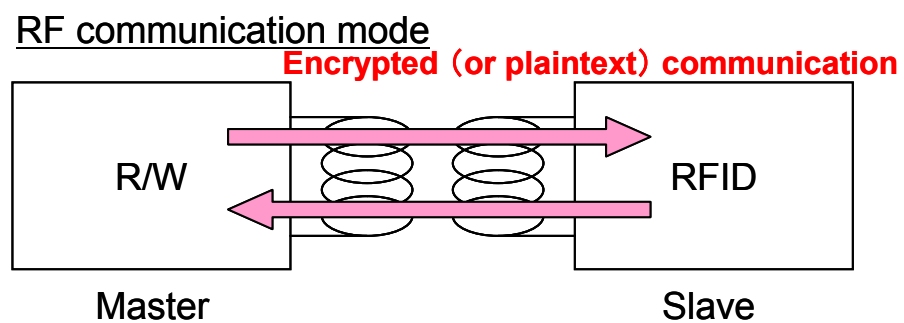 RF communication mode
Encrypted（or plaintext）communication
R/W
RFID
Master
Slave